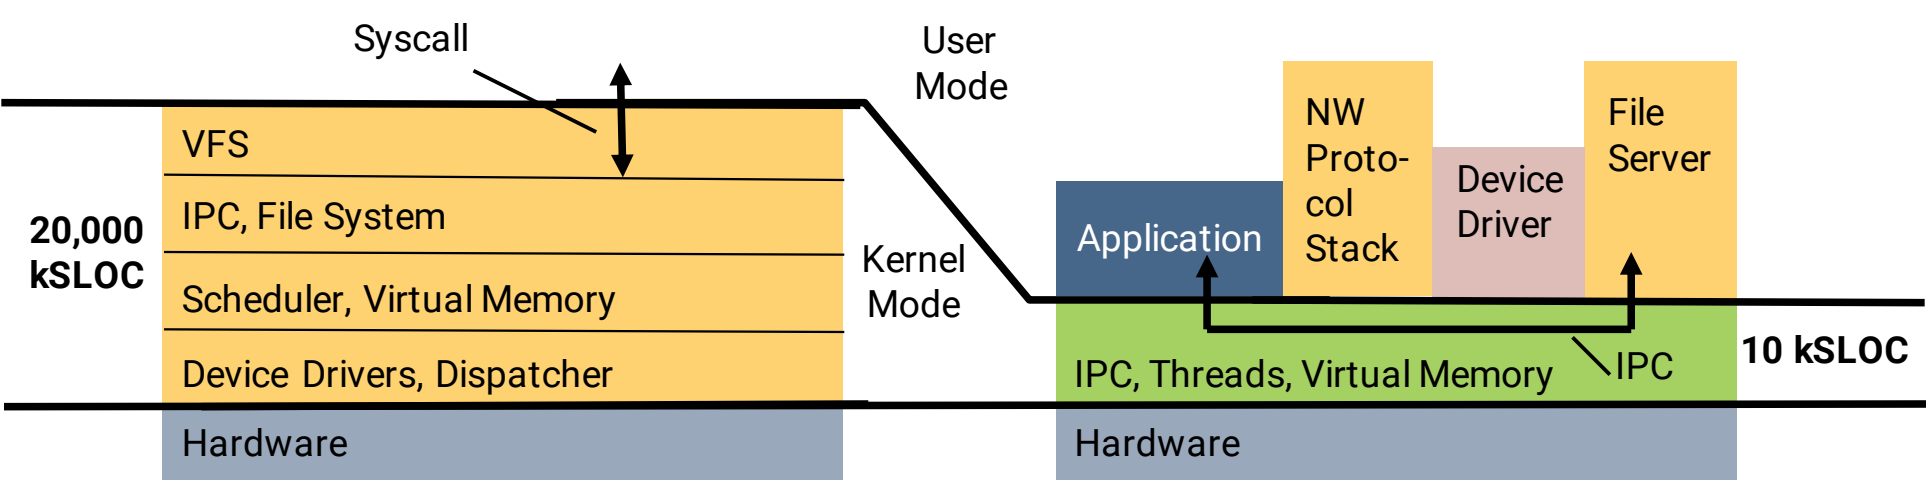 Syscall
User
Mode
VFS
IPC, File System
Scheduler, Virtual Memory
Device Drivers, Dispatcher
Hardware
20,000
kSLOC
Kernel
Mode
Application
NW
Proto-
col
Stack
Device
Driver
File
Server
IPC, Threads, Virtual Memory
IPC
10 kSLOC
Hardware